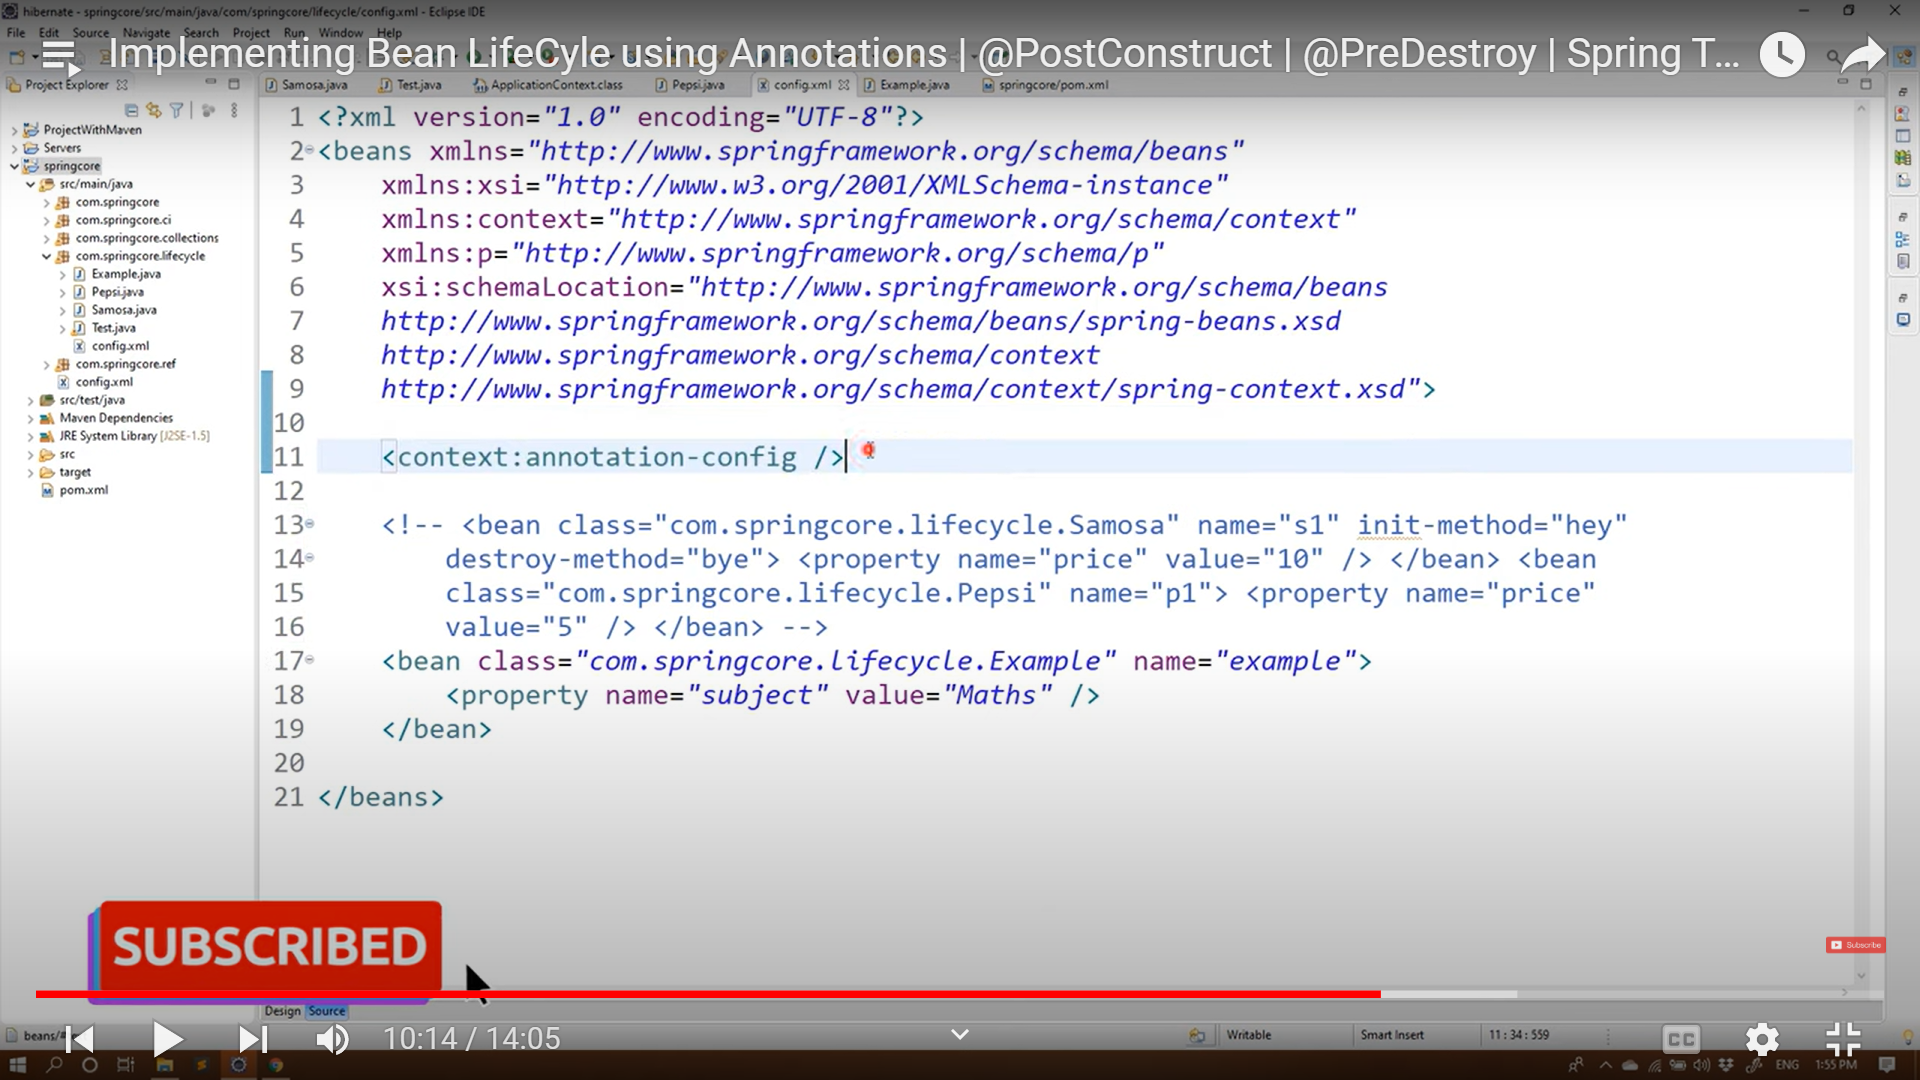 hibernate - springcore/src/main/java/com/springcore/lifecycle/config.xml - Eclipse IDE
File Edit Source Navigate Search Project Run Window Help
Implementing Bean LifeCyle using Annotations | @PostConstruct | @PreDestroy | Spring T...
Project Explorer
Samosa.java Test.java ApplicationContext.class Pepsi.java config.xml Example.java springcore/pom.xml
ProjectWithMaven
Servers
springcore
src/main/java
com.springcore
com.springcore.ci
com.springcore.collections
com.springcore.lifecycle
Example.java
Pepsi.java
Samosa.java
Test.java
config.xml
com.springcore.ref
config.xml
src/test/java
Maven Dependencies
JRE System Library [J2SE-1.5]
src
target
pom.xml
1 <?xml version="1.0" encoding="UTF-8"?>
2 <beans xmlns="http://www.springframework.org/schema/beans"
3 xmlns:xsi="http://www.w3.org/2001/XMLSchema-instance"
4 xmlns:context="http://www.springframework.org/schema/context"
5 xmlns:p="http://www.springframework.org/schema/p"
6 xsi:schemaLocation="http://www.springframework.org/schema/beans
7 http://www.springframework.org/schema/beans/spring-beans.xsd
8 http://www.springframework.org/schema/context
9 http://www.springframework.org/schema/context/spring-context.xsd">
10
11 <context:annotation-config />
12
13 <!-- <bean class="com.springcore.lifecycle.Samosa" name="s1" init-method="hey"
14 destroy-method="bye"> <property name="price" value="10" /> </bean> <bean
15 class="com.springcore.lifecycle.Pepsi" name="p1"> <property name="price"
16 value="5" /> </bean> -->
17 <bean class="com.springcore.lifecycle.Example" name="example">
18 <property name="subject" value="Maths" />
19 </bean>
20
21 </beans>
SUBSCRIBED
Subscribe
Design Source
10:14 / 14:05
Writable Smart Insert 11 : 34 : 559
CC
ENG 1:55 PM